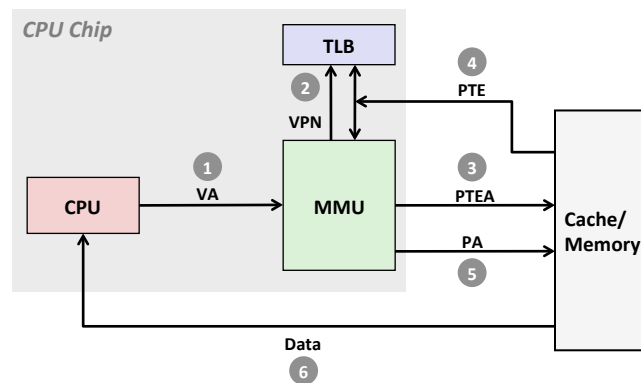 CPU Chip
TLB
4
2
PTE
VPN
1
3
VA
PTEA
CPU
MMU
Cache/
Memory
PA
5
Data
6